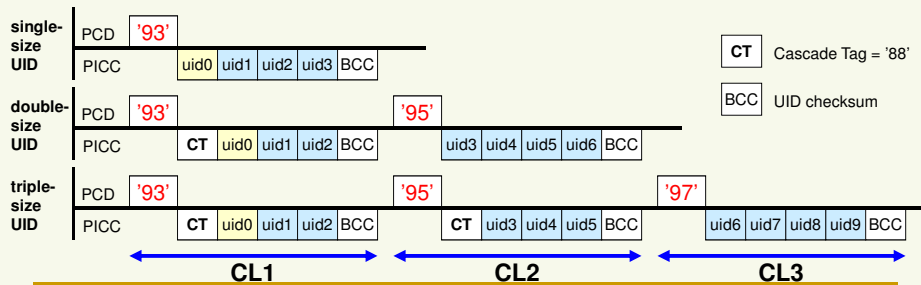 single-
size
UID
PCD '93'
PICC uid0 uid1 uid2 uid3 BCC
CT Cascade Tag = '88'
BCC UID checksum
double-
size
UID
PCD '93' '95'
PICC CT uid0 uid1 uid2 BCC uid3 uid4 uid5 uid6 BCC
triple-
size
UID
PCD '93' '95' '97'
PICC CT uid0 uid1 uid2 BCC CT uid3 uid4 uid5 BCC uid6 uid7 uid8 uid9 BCC
CL1 CL2 CL3